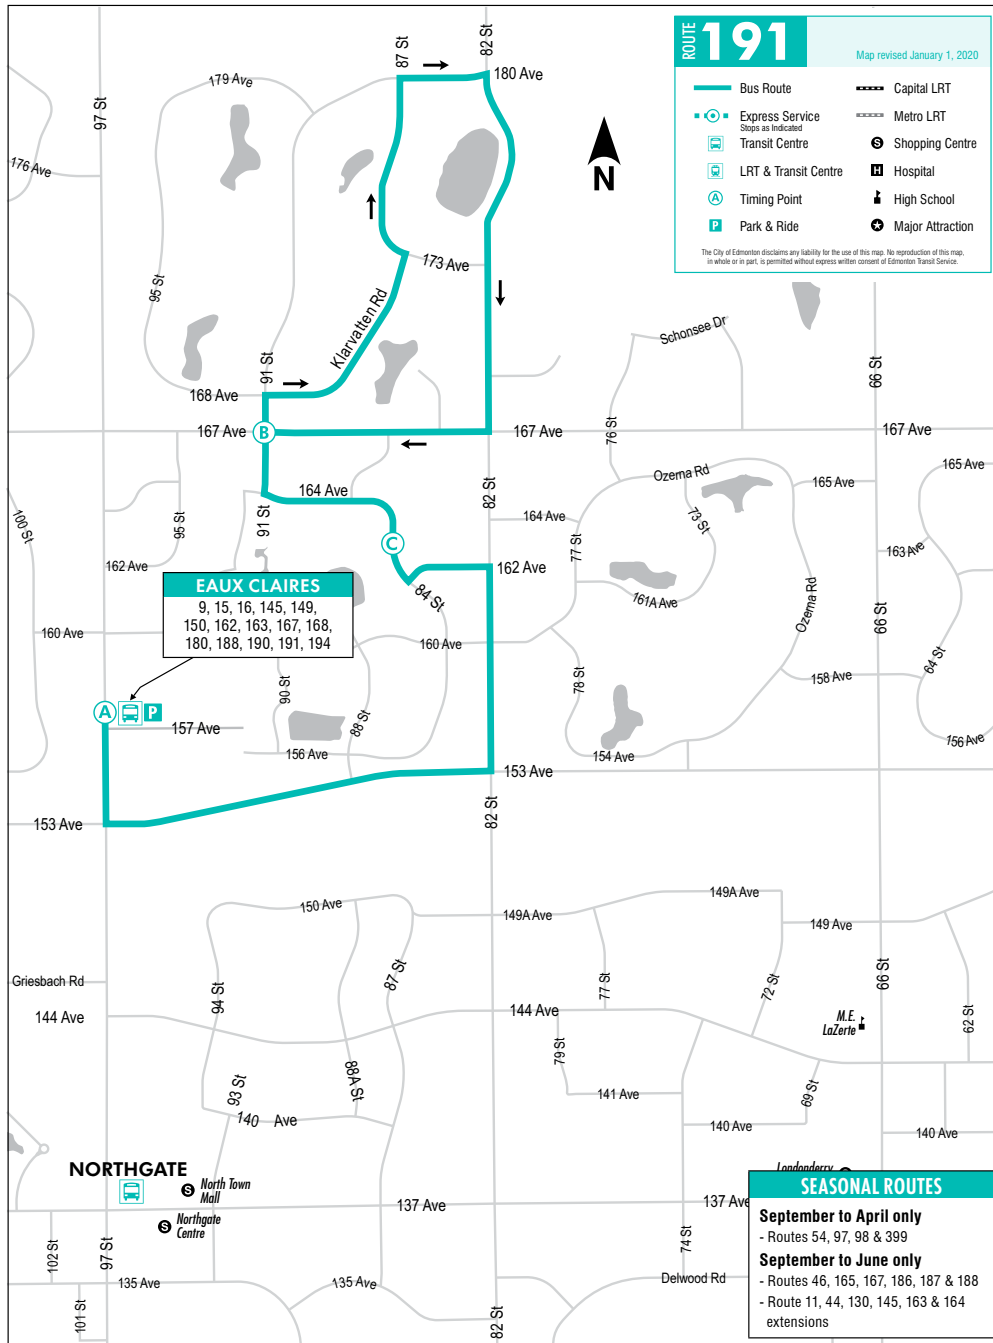 ROUTE 191
Map revised January 1, 2020
Bus Route
Express Service
Stops as Indicated
Transit Centre
LRT & Transit Centre
A Timing Point
P Park & Ride
Capital LRT
Metro LRT
S Shopping Centre
H Hospital
High School
Major Attraction
The City of Edmonton disclaims any liability for the use of this map. No reproduction of this map,
in whole or in part, is permitted without express written consent of Edmonton Transit Service.
87 St
82 St
180 Ave
179 Ave
97 St
176 Ave
N
173 Ave
95 St
Klarvatten Rd
Schonsee Dr
91 St
168 Ave
66 St
167 Ave
B
167 Ave
76 St
167 Ave
Ozerna Rd
165 Ave
165 Ave
164 Ave
82 St
91 St
95 St
100 St
164 Ave
73 St
77 St
C
163 Ave
162 Ave
162 Ave
84 St
161A Ave
Ozerna Rd
66 St
EAUX CLAIRES
9, 15, 16, 145, 149,
150, 162, 163, 167, 168,
180, 188, 190, 191, 194
160 Ave
160 Ave
64 St
158 Ave
78 St
90 St
A
P
88 St
157 Ave
156 Ave
156 Ave
154 Ave
153 Ave
82 St
153 Ave
150 Ave
149A Ave
149A Ave
149 Ave
Griesbach Rd
94 St
87 St
77 St
72 St
66 St
144 Ave
144 Ave
M.E.
LaZerte
62 St
79 St
88A St
93 St
141 Ave
69 St
140 Ave
140 Ave
140 Ave
NORTHGATE
S North Town
Mall
S Northgate
Centre
Londonderry
137 Ave
137 Ave
102 St
97 St
74 St
135 Ave
135 Ave
Delwood Rd
101 St
82 St
SEASONAL ROUTES
September to April only
- Routes 54, 97, 98 & 399
September to June only
- Routes 46, 165, 167, 186, 187 & 188
- Route 11, 44, 130, 145, 163 & 164
extensions